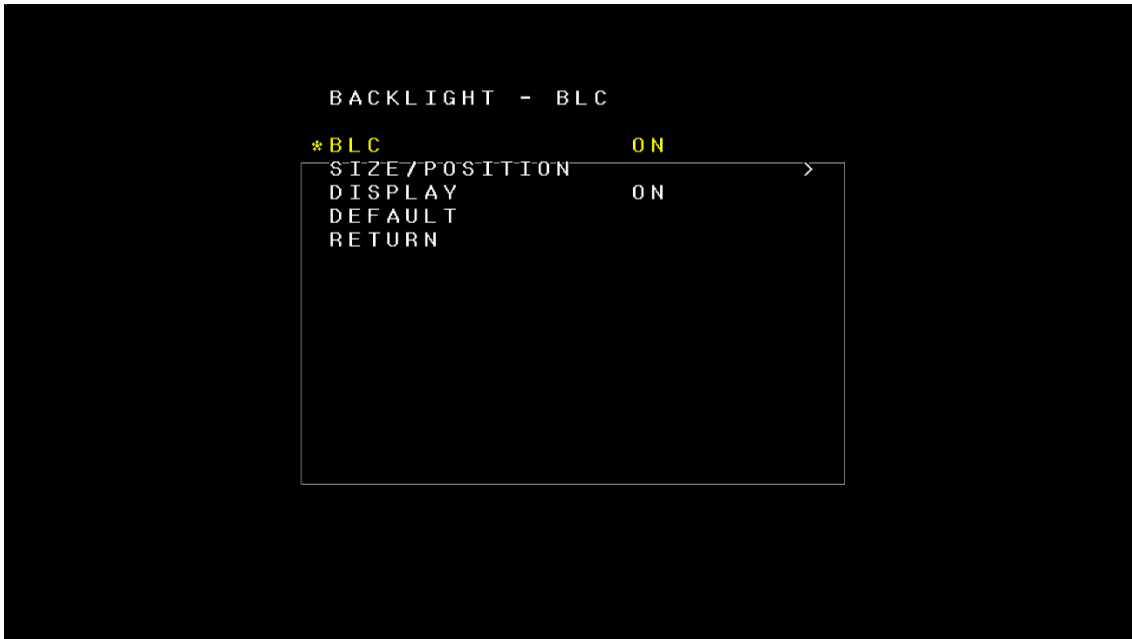 BACKLIGHT - BLC
*BLC ON
SIZE/POSITION >
DISPLAY ON
DEFAULT
RETURN